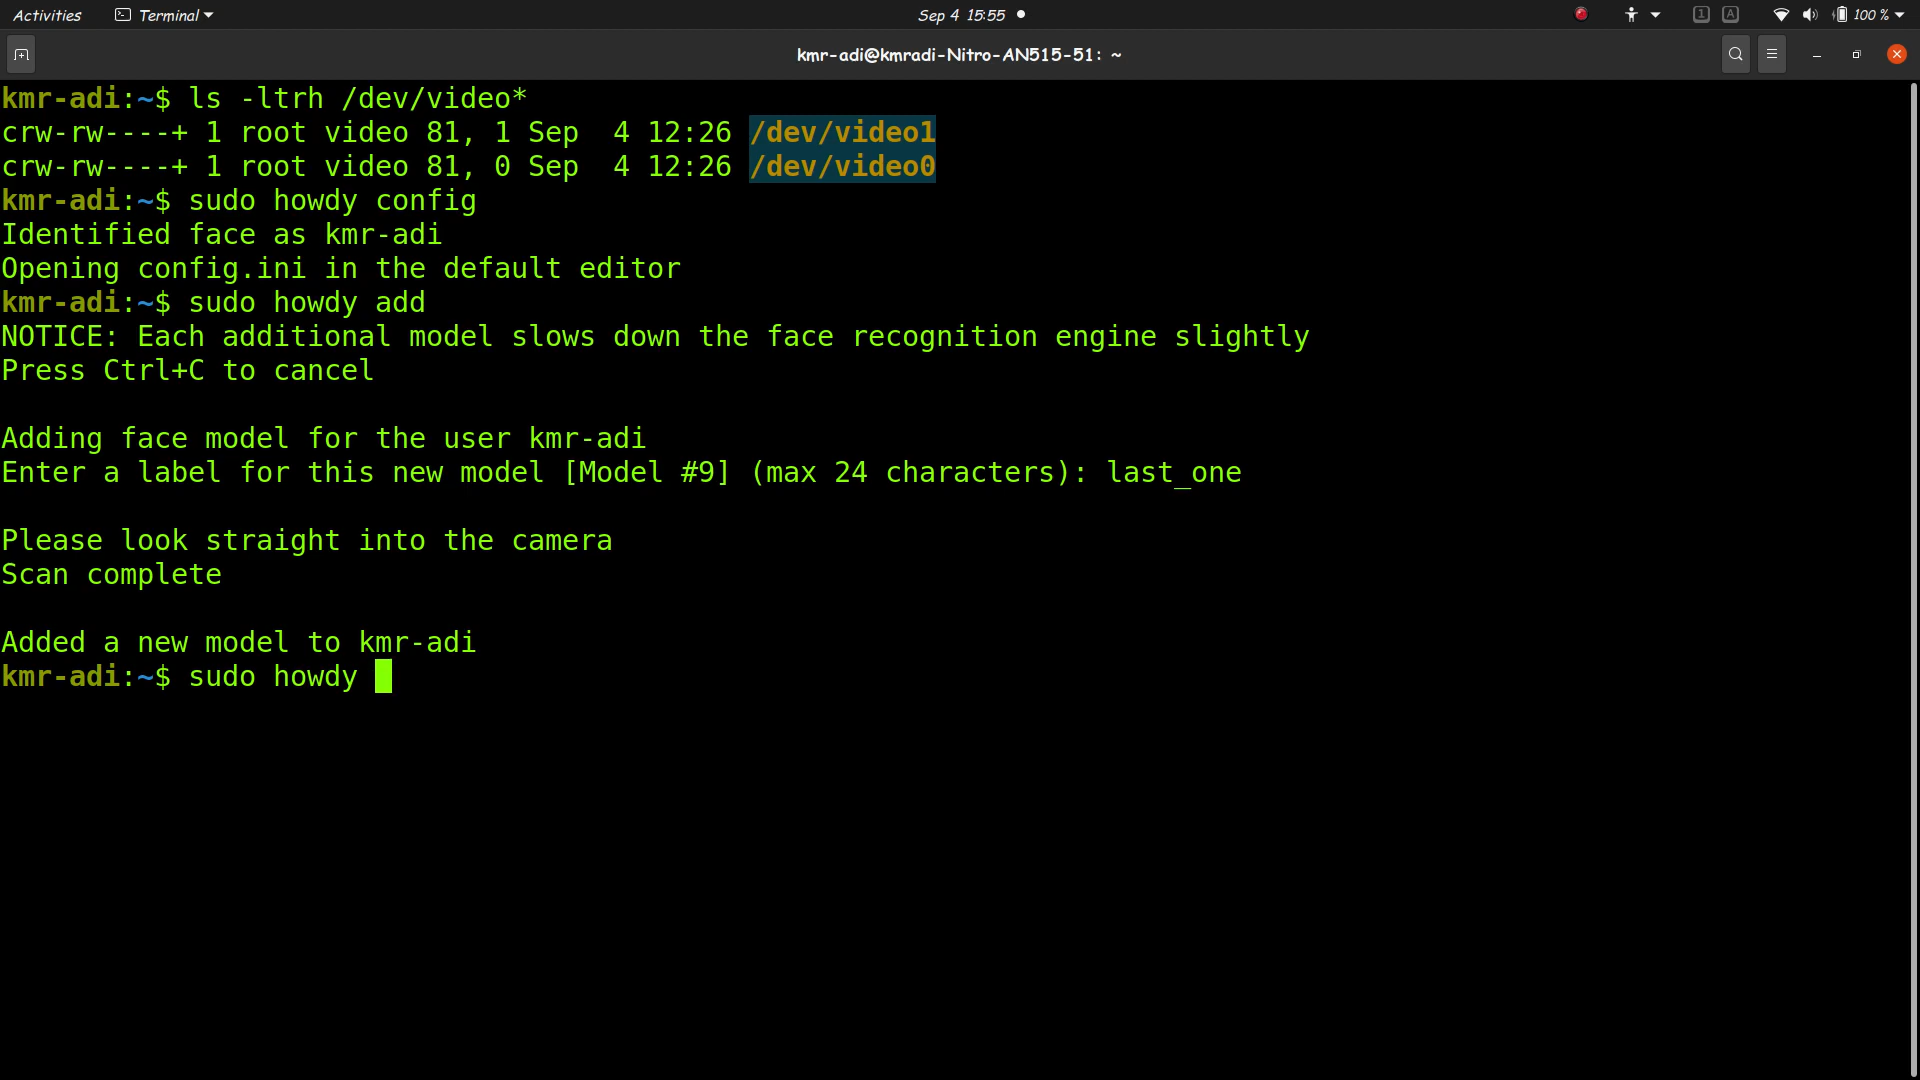 Activities Terminal Sep 4 15:55 1 A 100 %
kmr-adi@kmradi-Nitro-AN515-51: ~
kmr-adi:~$ ls -ltrh /dev/video*
crw-rw----+ 1 root video 81, 1 Sep  4 12:26 /dev/video1
crw-rw----+ 1 root video 81, 0 Sep  4 12:26 /dev/video0
kmr-adi:~$ sudo howdy config
Identified face as kmr-adi
Opening config.ini in the default editor
kmr-adi:~$ sudo howdy add
NOTICE: Each additional model slows down the face recognition engine slightly
Press Ctrl+C to cancel
Adding face model for the user kmr-adi
Enter a label for this new model [Model #9] (max 24 characters): last_one
Please look straight into the camera
Scan complete
Added a new model to kmr-adi
kmr-adi:~$ sudo howdy